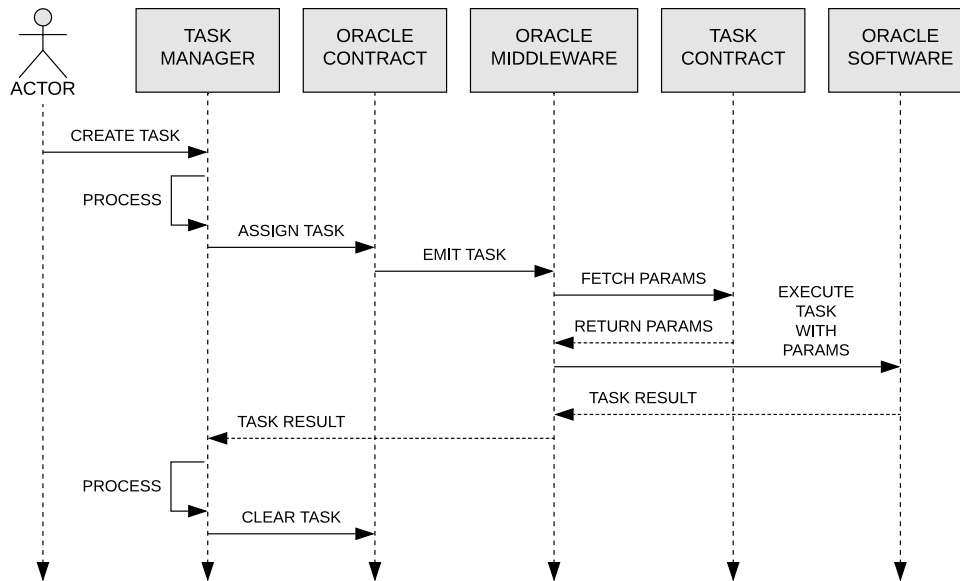 ACTOR
TASK
MANAGER
ORACLE
CONTRACT
ORACLE
MIDDLEWARE
TASK
CONTRACT
ORACLE
SOFTWARE
CREATE TASK
PROCESS
ASSIGN TASK
EMIT TASK
FETCH PARAMS
EXECUTE
TASK
WITH
PARAMS
RETURN PARAMS
TASK RESULT
TASK RESULT
PROCESS
CLEAR TASK